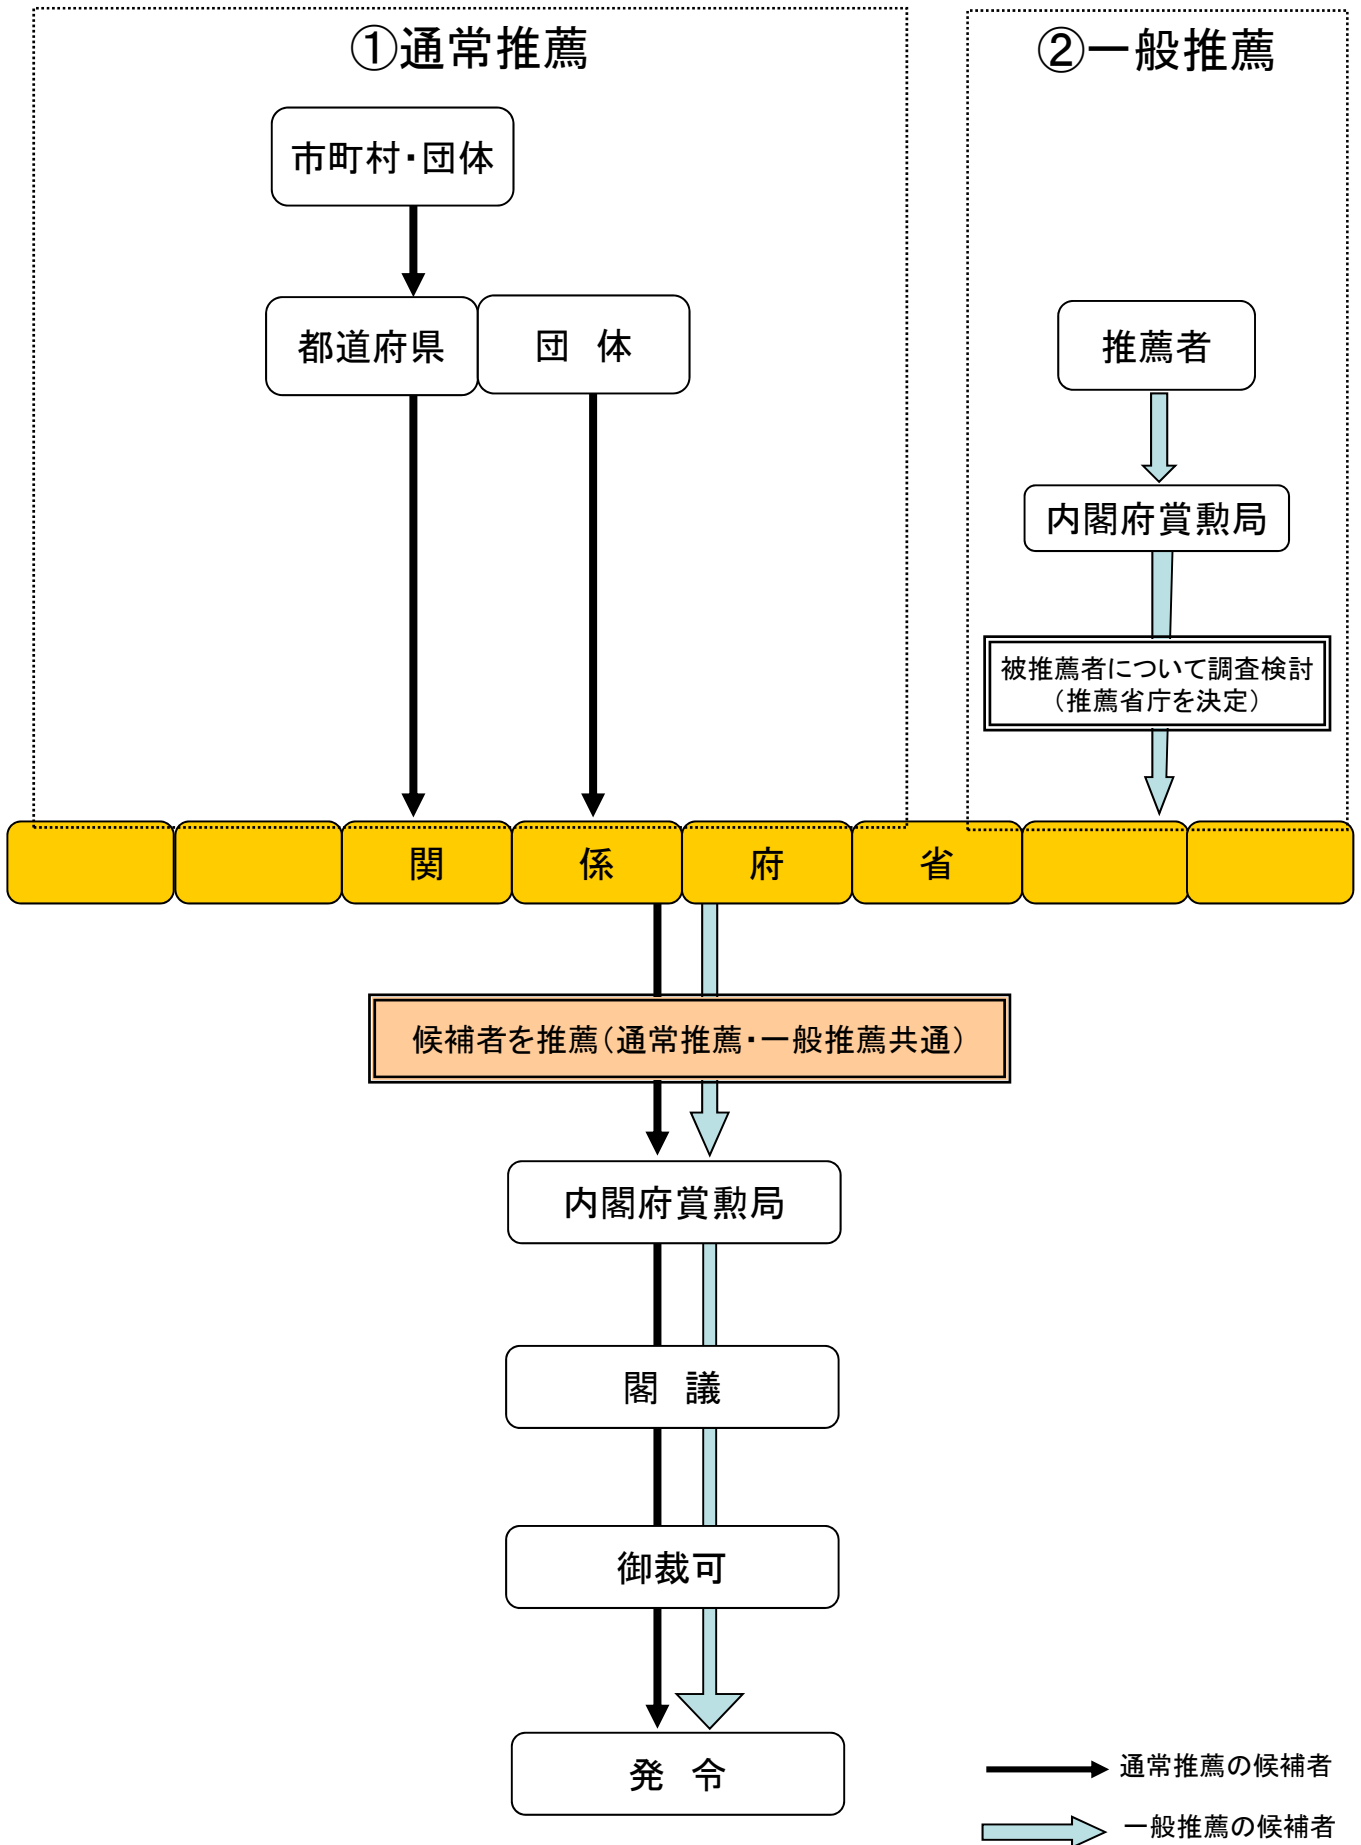 ①通常推薦
②一般推薦
市町村・団体
都道府県
団 体
推薦者
内閣府賞勲局
被推薦者について調査検討
（推薦省庁を決定）
関 係 府 省
候補者を推薦（通常推薦・一般推薦共通）
内閣府賞勲局
閣 議
御裁可
発 令
通常推薦の候補者
一般推薦の候補者